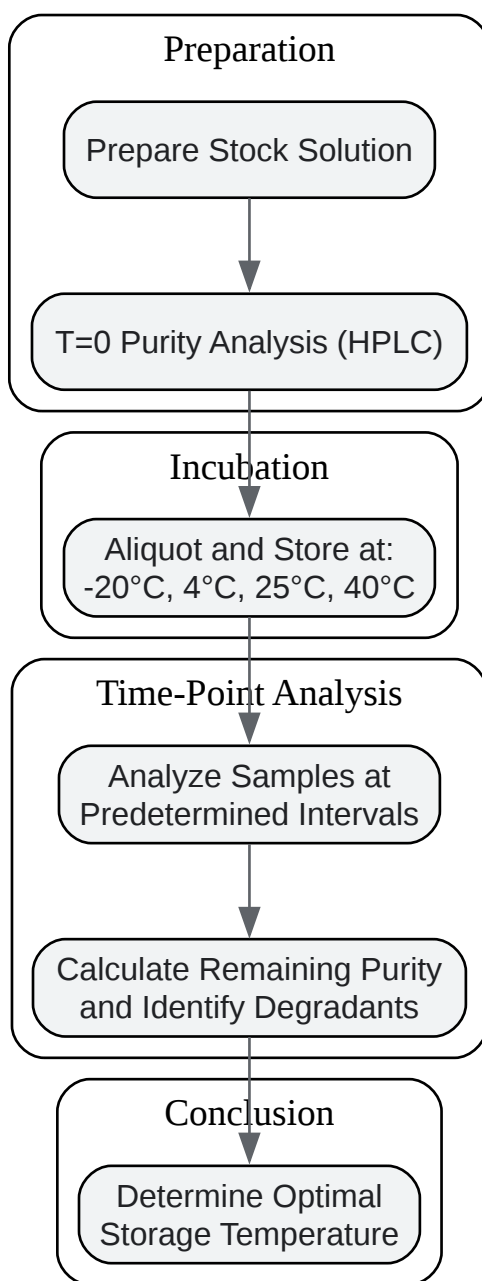 Preparation
Prepare Stock Solution
T=0 Purity Analysis (HPLC)
Incubation
Aliquot and Store at:
-20°C, 4°C, 25°C, 40°C
Time-Point Analysis
Analyze Samples at
Predetermined Intervals
Calculate Remaining Purity
and Identify Degradants
Conclusion
Determine Optimal
Storage Temperature